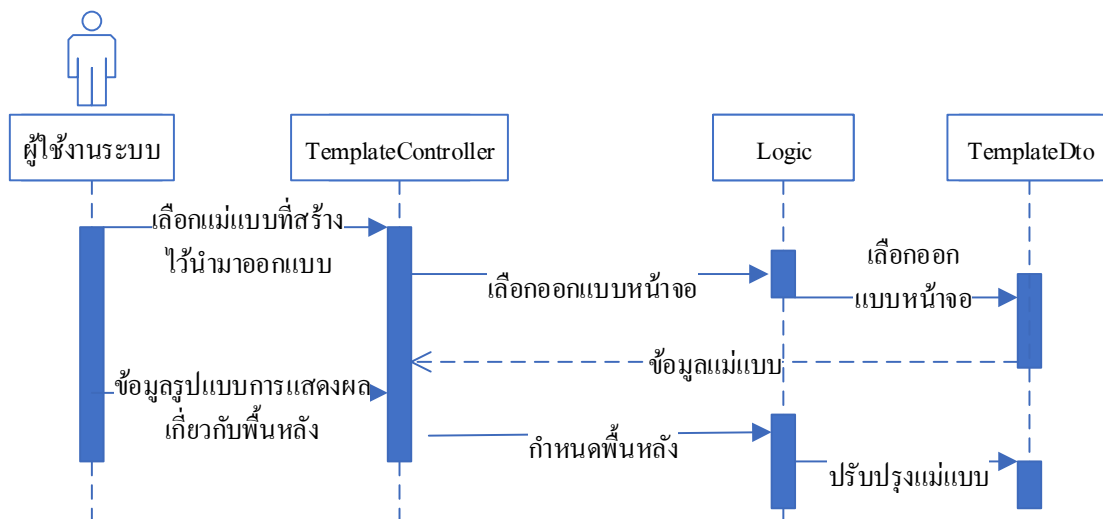 ผู้ใช้งานระบบ
TemplateController
Logic
TemplateDto
เลือกแม่แบบที่สร้าง
ไว้นำมาออกแบบ
เลือกออกแบบหน้าจอ
เลือกออก
แบบหน้าจอ
ข้อมูลแม่แบบ
ข้อมูลรูปแบบการแสดงผล
เกี่ยวกับพื้นหลัง
กำหนดพื้นหลัง
ปรับปรุงแม่แบบ